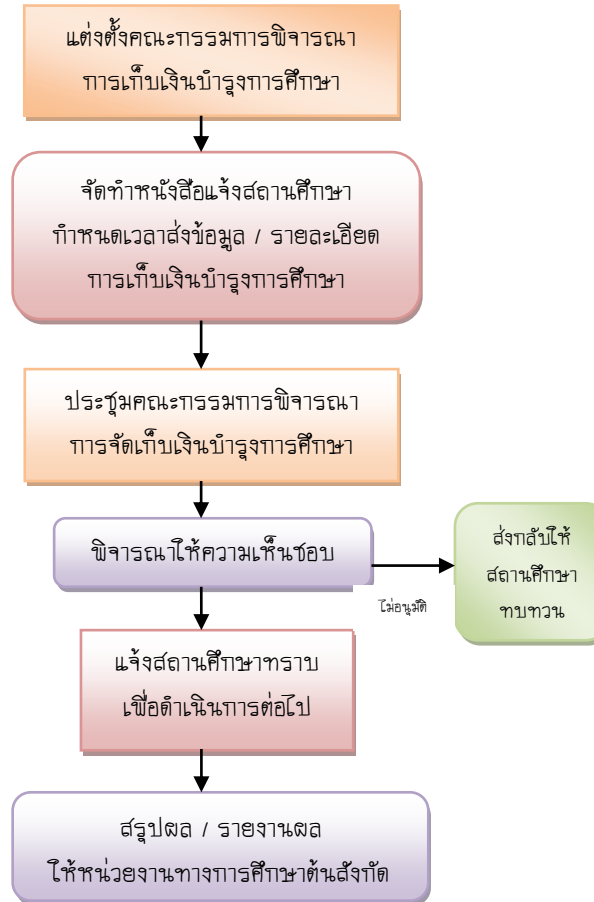 แต่งตั้งคณะกรรมการพิจารณา
การเก็บเงินบำรุงการศึกษา
จัดทำหนังสือแจ้งสถานศึกษา
กำหนดเวลาส่งข้อมูล / รายละเอียด
การเก็บเงินบำรุงการศึกษา
ประชุมคณะกรรมการพิจารณา
การจัดเก็บเงินบำรุงการศึกษา
พิจารณาให้ความเห็นชอบ
ไม่อนุมัติ
ส่งกลับให้
สถานศึกษา
ทบทวน
แจ้งสถานศึกษาทราบ
เพื่อดำเนินการต่อไป
สรุปผล / รายงานผล
ให้หน่วยงานทางการศึกษาต้นสังกัด